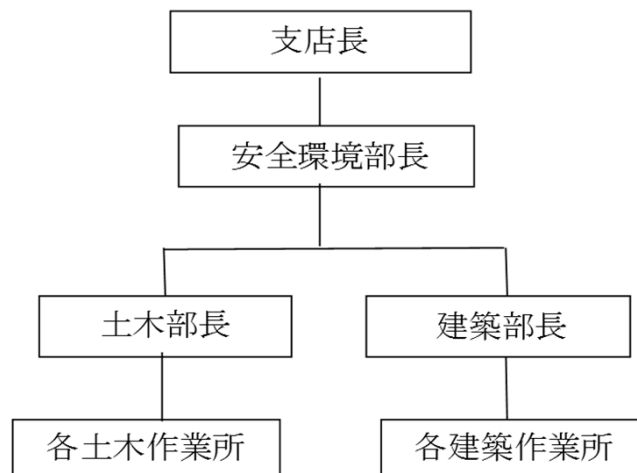 支店長
安全環境部長
土木部長
建築部長
各土木作業所
各建築作業所